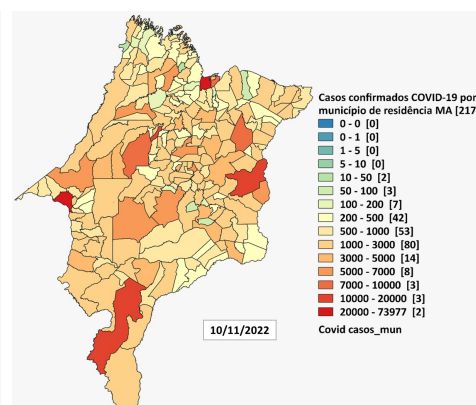 Casos confirmados COVID-19 por
município de residência MA [217
0 - 0 [0]
0 - 1 [0]
1 - 5 [0]
5 - 10 [0]
10 - 50 [2]
50 - 100 [3]
100 - 200 [7]
200 - 500 [42]
500 - 1000 [53]
1000 - 3000 [80]
3000 - 5000 [14]
5000 - 7000 [8]
7000 - 10000 [3]
10000 - 20000 [3]
20000 - 73977 [2]
Covid casos_mun
10/11/2022